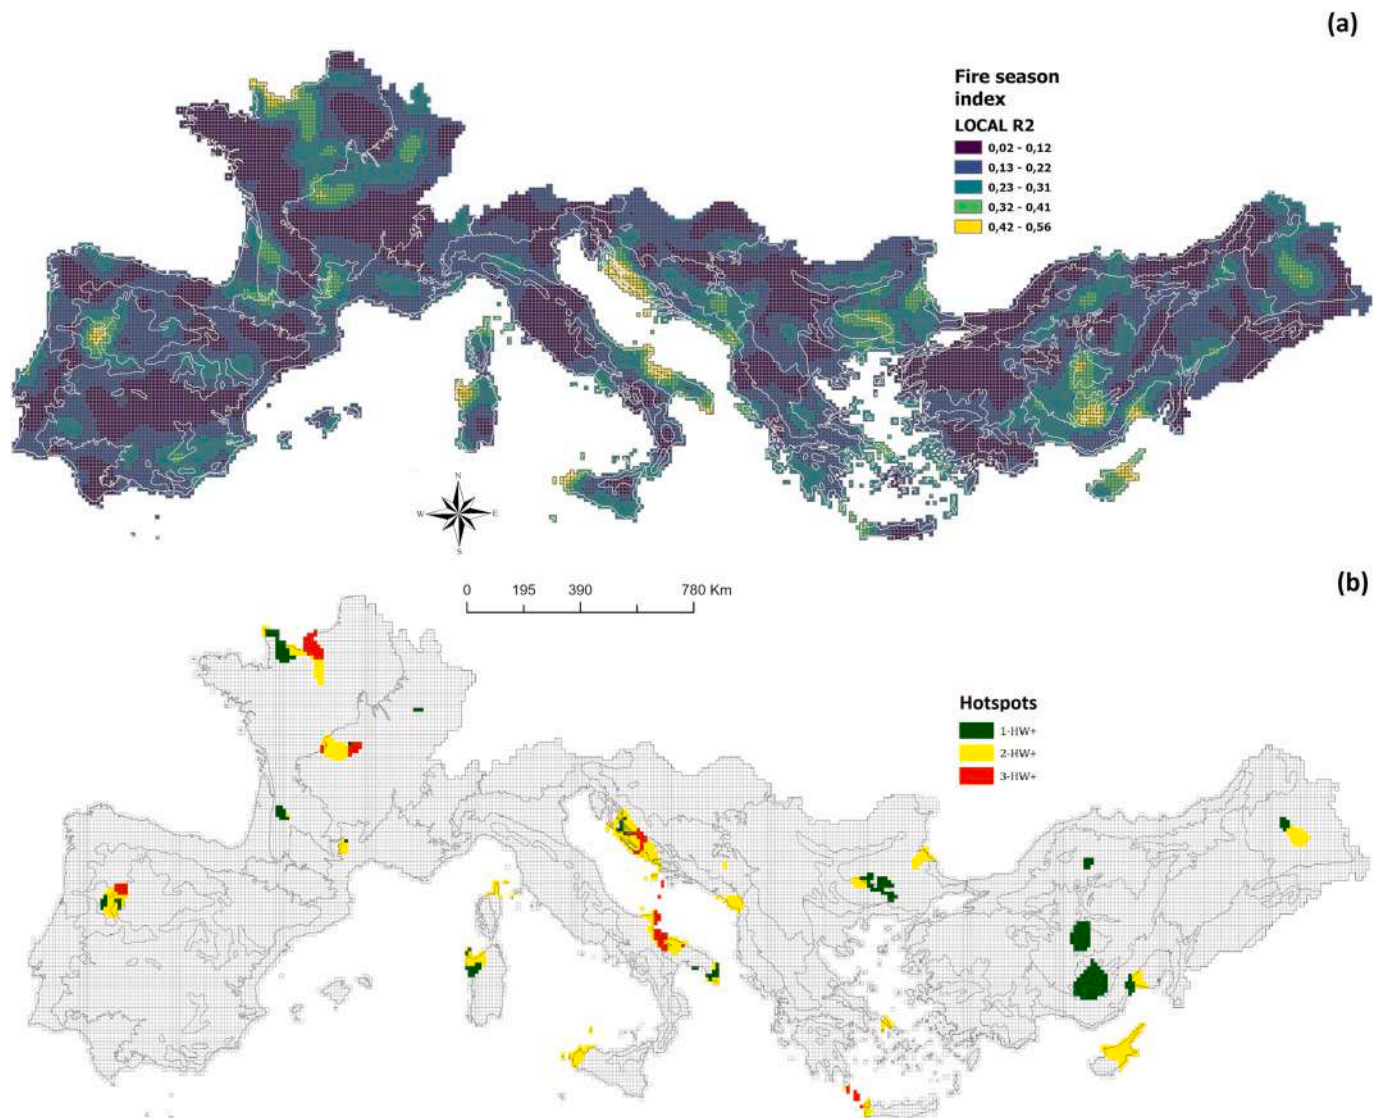 (a)
Fire season
index
LOCAL R2
0,02 - 0,12
0,13 - 0,22
0,23 - 0,31
0,32 - 0,41
0,42 - 0,56
N
W E
S
(b)
0 195 390 780 Km
Hotspots
1-HW+
2-HW+
3-HW+